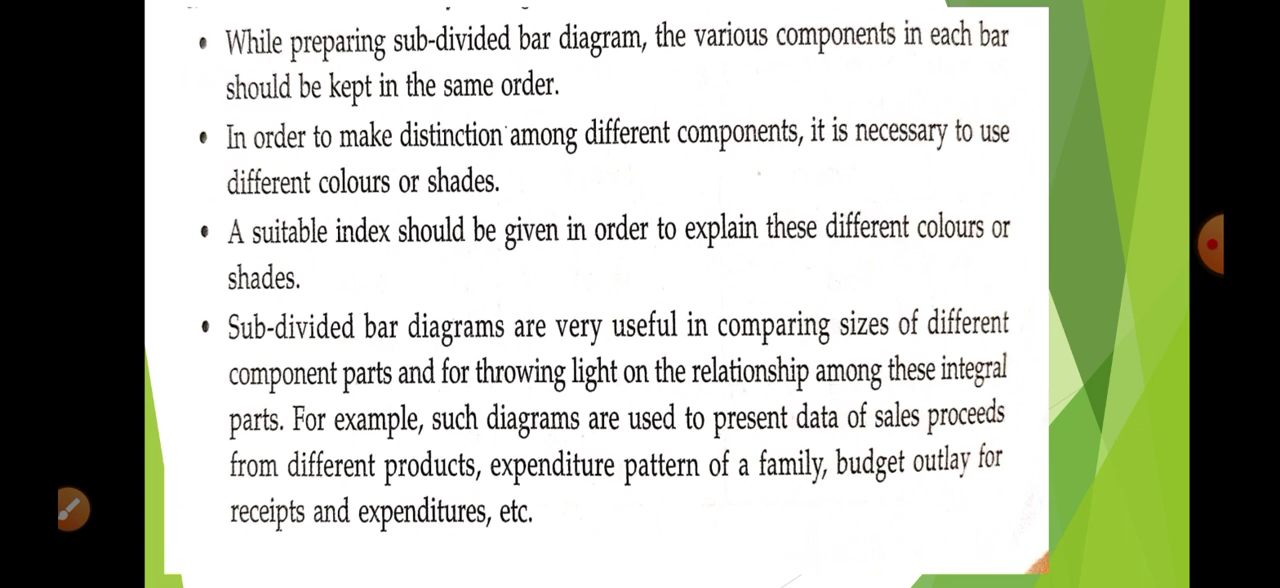 • While preparing sub-divided bar diagram, the various components in each bar
should be kept in the same order.
• In order to make distinction among different components, it is necessary to use
different colours or shades.
• A suitable index should be given in order to explain these different colours or
shades.
• Sub-divided bar diagrams are very useful in comparing sizes of different
component parts and for throwing light on the relationship among these integral
parts. For example, such diagrams are used to present data of sales proceeds
from different products, expenditure pattern of a family, budget outlay for
receipts and expenditures, etc.